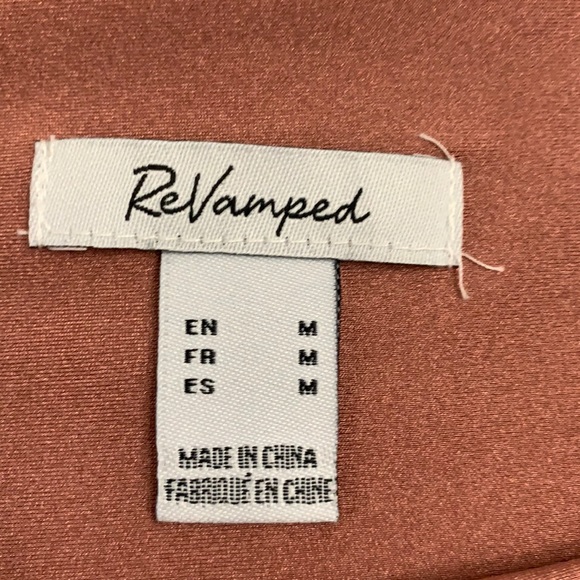 ReVamped
EN M
FR M
ES M
MADE IN CHINA
FABRIQUÉ EN CHINE